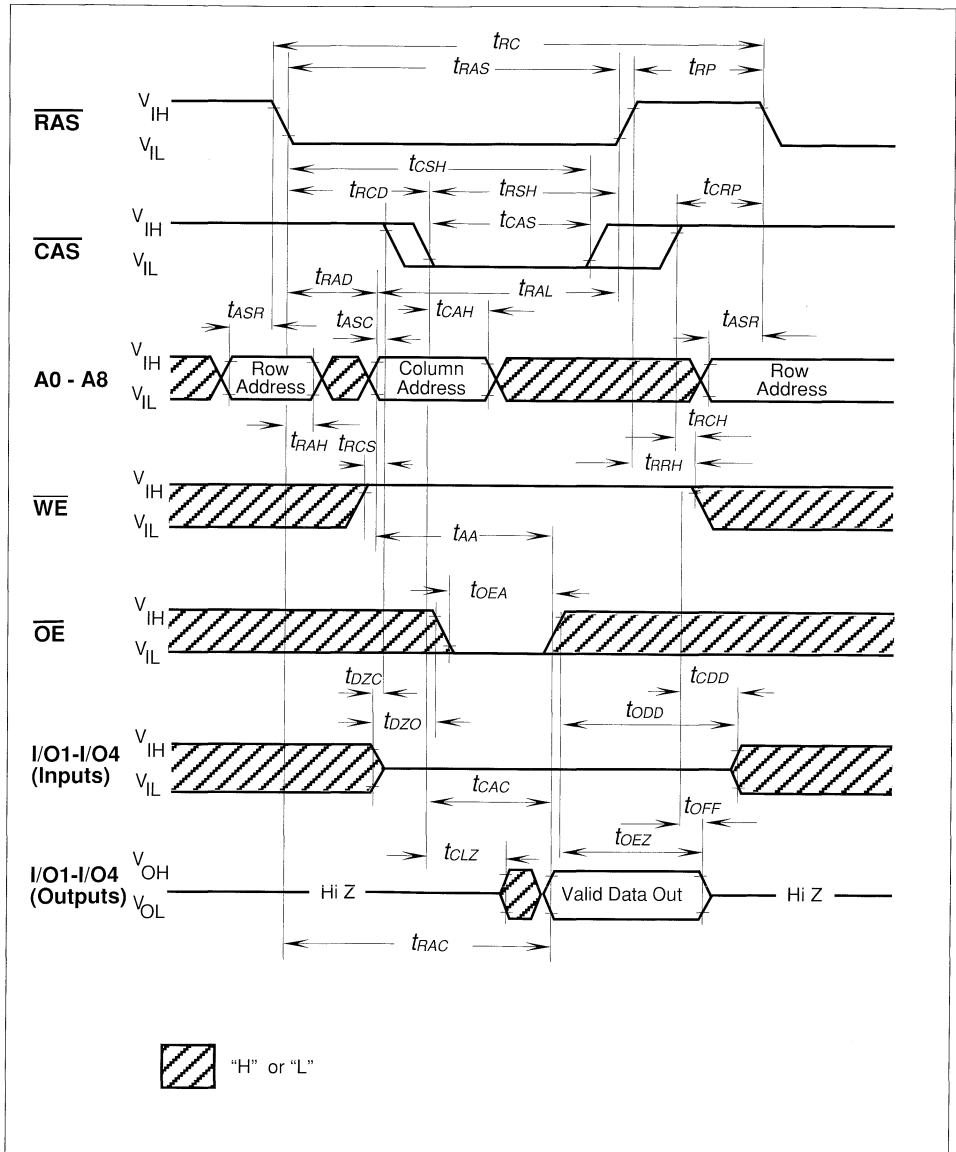 tRC
tRAS
tRP
RAS
VIH
VIL
tCSH
tRCD
tRSH
tCRP
tCAS
CAS
VIH
VIL
tRAD
tRAL
tASR
tASC
tCAH
tASR
A0 - A8
VIH
VIL
Row
Address
Column
Address
Row
Address
tRAH
tRCS
tRCH
tRRH
WE
VIH
VIL
tAA
tOEA
OE
VIH
VIL
tDZC
tCDD
tDZO
tODD
I/O1-I/O4
(Inputs)
VIH
VIL
tCAC
tOFF
tOEZ
tCLZ
I/O1-I/O4
(Outputs)
VOH
VOL
Hi Z
Valid Data Out
Hi Z
tRAC
“H” or “L”